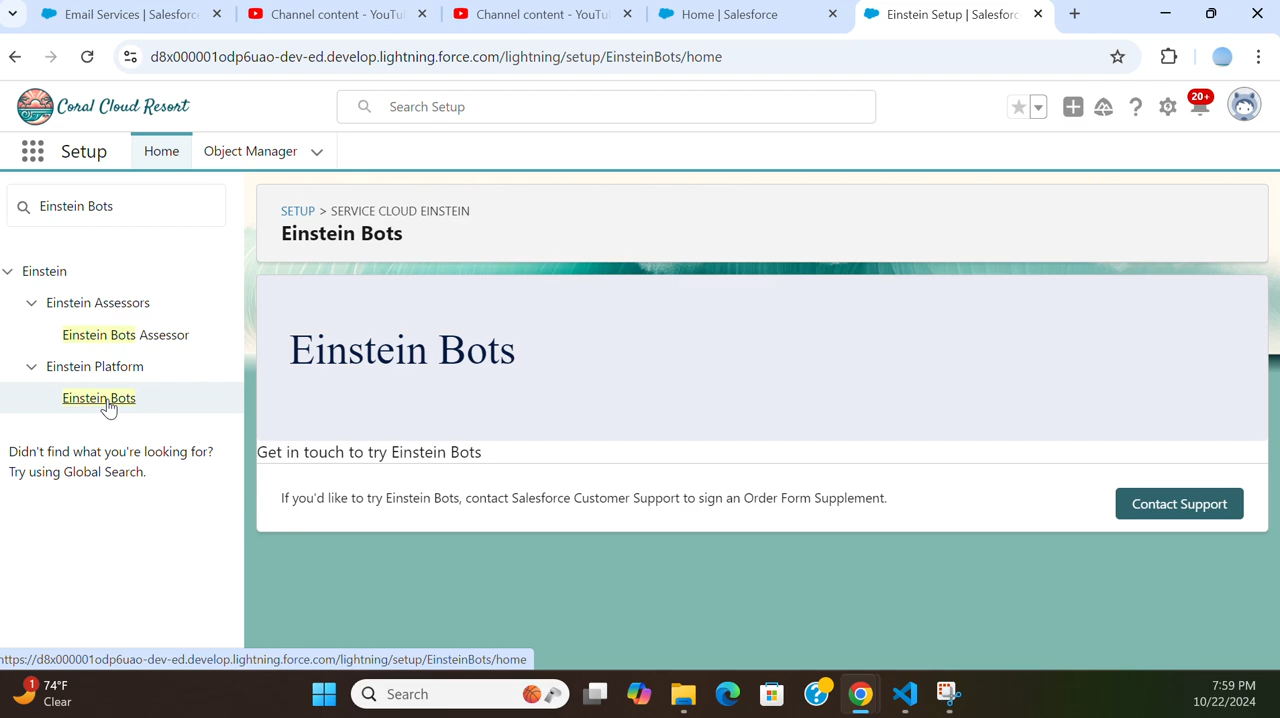 Email Services | Salesforc
Channel content - YouTu
Channel content - YouTu
Home | Salesforce
Einstein Setup | Salesforc
d8x000001odp6uao-dev-ed.develop.lightning.force.com/lightning/setup/EinsteinBots/home
Coral Cloud Resort
Search Setup
20+
Setup
Home
Object Manager
Einstein Bots
SETUP > SERVICE CLOUD EINSTEIN
Einstein Bots
Einstein
Einstein Assessors
Einstein Bots Assessor
Einstein Platform
Einstein Bots
Einstein Bots
Get in touch to try Einstein Bots
If you'd like to try Einstein Bots, contact Salesforce Customer Support to sign an Order Form Supplement.
Contact Support
Didn't find what you're looking for?
Try using Global Search.
https://d8x000001odp6uao-dev-ed.develop.lightning.force.com/lightning/setup/EinsteinBots/home
1
74°F
Clear
Search
7:59 PM
10/22/2024